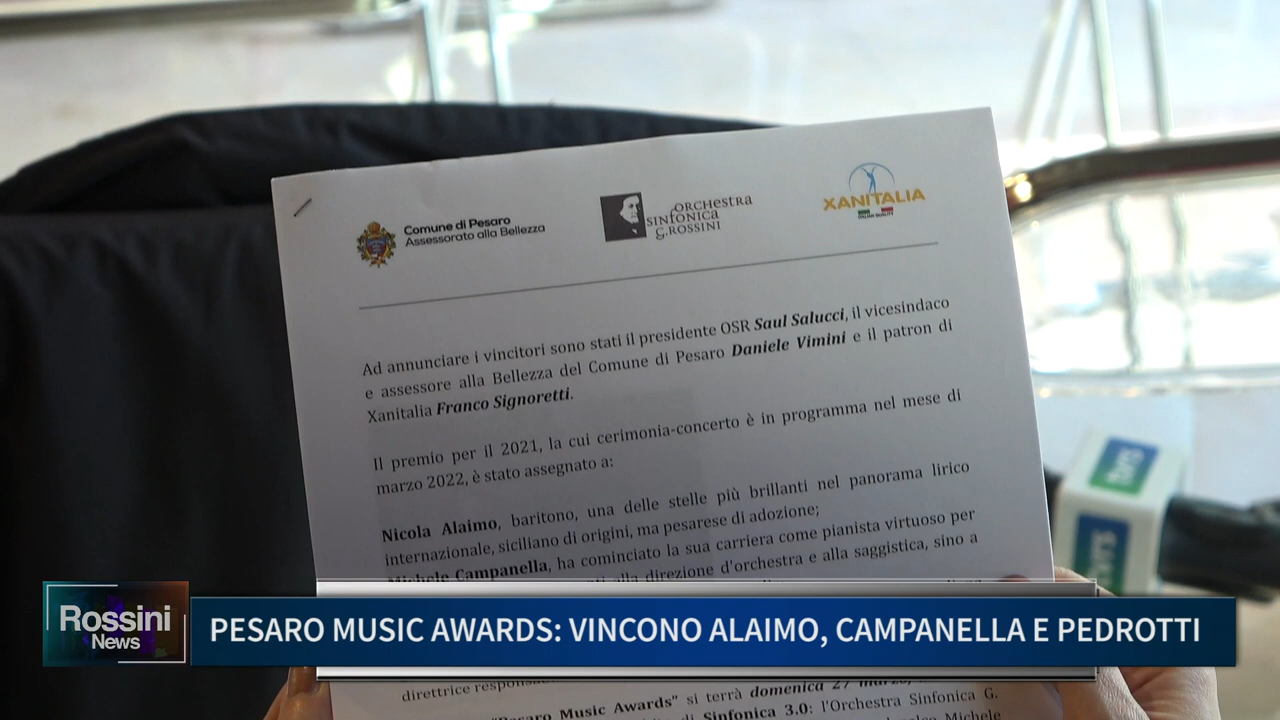 Comune di Pesaro
Assessorato alla Bellezza
ORCHESTRA
SINFONICA
G.ROSSINI
XANITALIA
ITALIAN QUALITY
Ad annunciare i vincitori sono stati il presidente OSR Saul Salucci, il vicesindaco
e assessore alla Bellezza del Comune di Pesaro Daniele Vimini e il patron di
Xanitalia Franco Signoretti.
Il premio per il 2021, la cui cerimonia-concerto è in programma nel mese di
marzo 2022, è stato assegnato a:
Nicola Alaimo, baritono, una delle stelle più brillanti nel panorama lirico
internazionale, siciliano di origini, ma pesarese di adozione;
Michele Campanella, ha cominciato la sua carriera come pianista virtuoso per
alla direzione d'orchestra e alla saggistica, sino a
Rossini
News
PESARO MUSIC AWARDS: VINCONO ALAIMO, CAMPANELLA E PEDROTTI
direttrice
"Pesaro Music Awards" si terrà domenica 27 marzo,
di Sinfonica 3.0: l'Orchestra Sinfonica G.
Michele